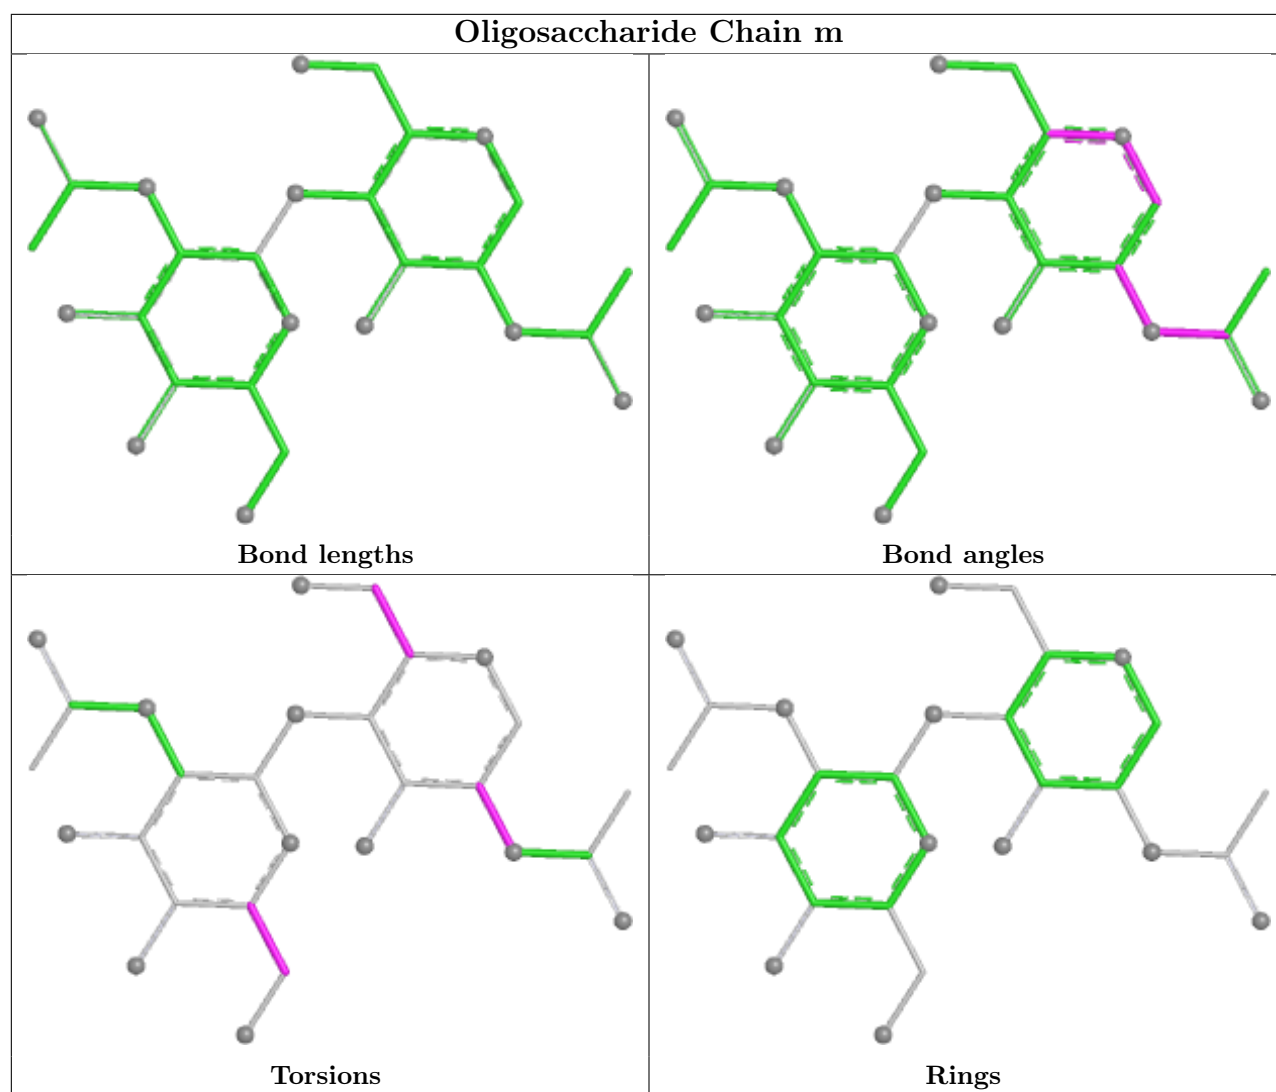 Oligosaccharide Chain m
Bond lengths
Bond angles
Torsions
Rings